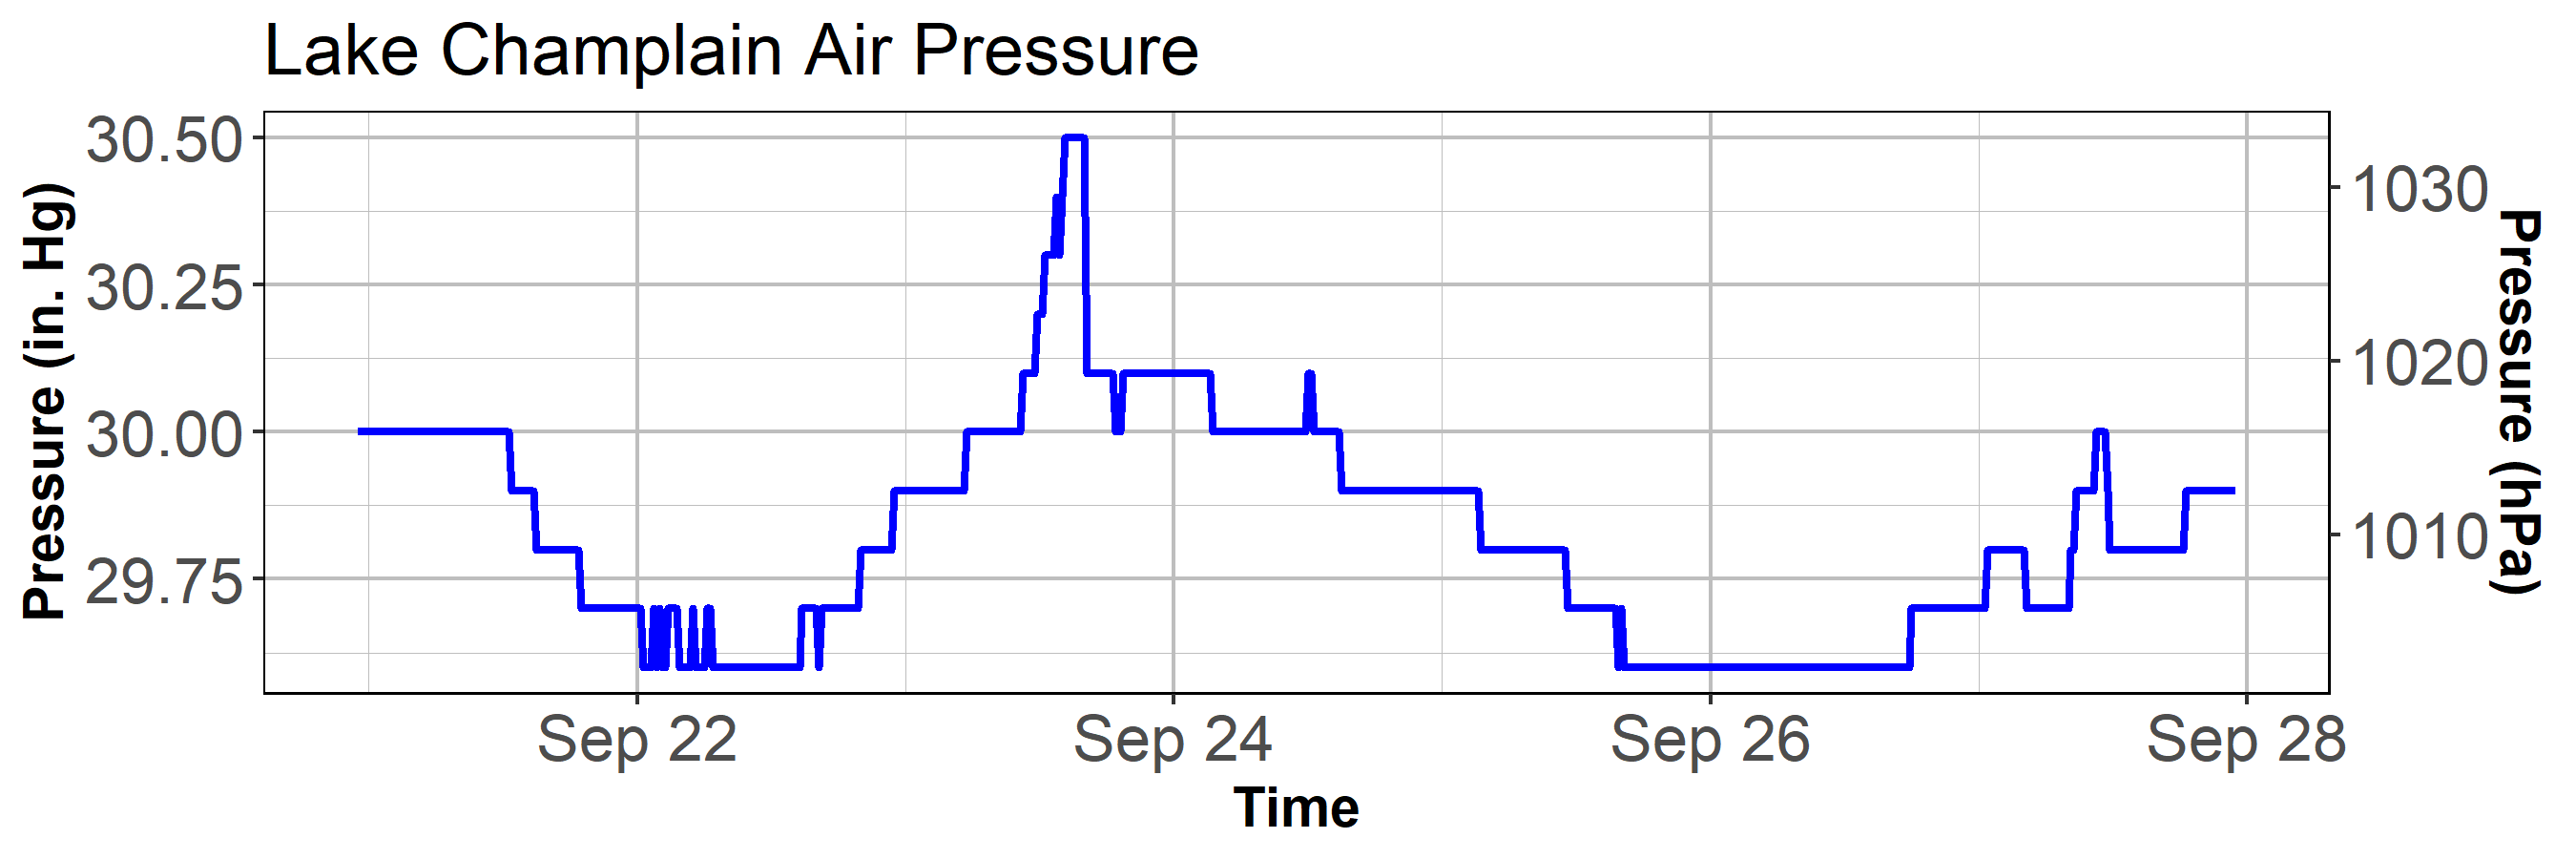 Lake Champlain Air Pressure
Pressure (in. Hg)
30.50
30.25
30.00
29.75
1030
1020
1010
Pressure (hPa)
Sep 22 Sep 24 Sep 26 Sep 28
Time